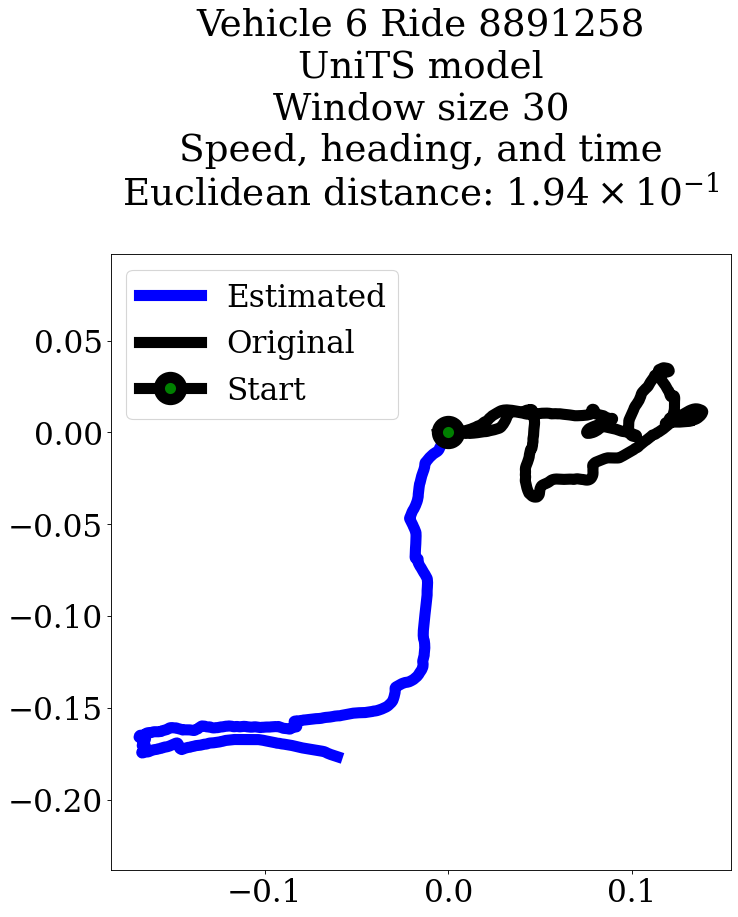 Vehicle 6 Ride 8891258
UniTS model
Window size 30
Speed, heading, and time
Euclidean distance: 1.94 × 10⁻¹
Estimated
Original
Start
0.05
0.00
−0.05
−0.10
−0.15
−0.20
−0.1 0.0 0.1